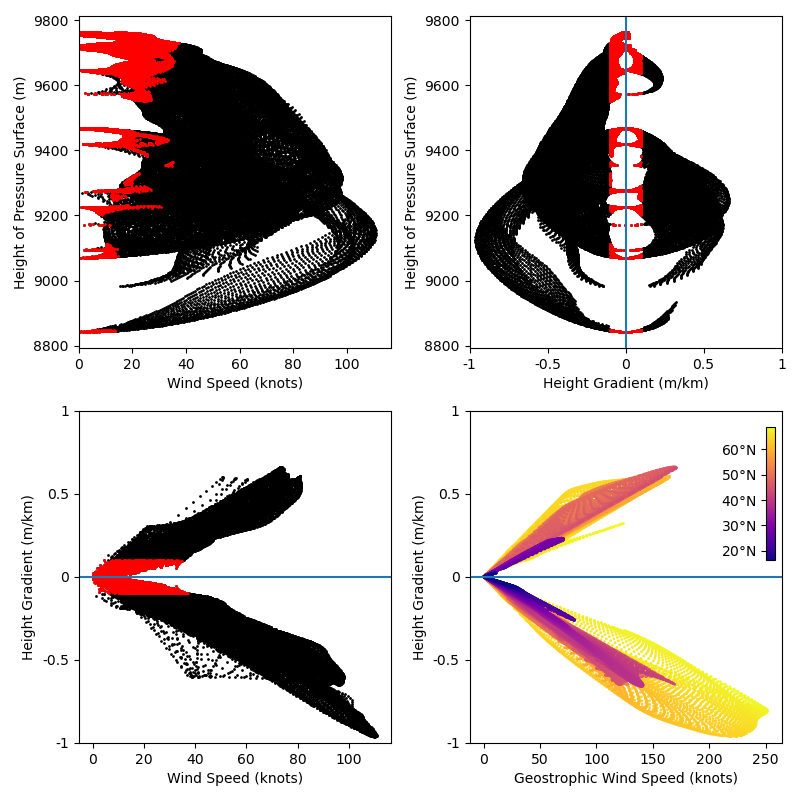 9800
9600
9400
9200
9000
8800
Height of Pressure Surface (m)
0 20 40 60 80 100
Wind Speed (knots)
9800
9600
9400
9200
9000
8800
Height of Pressure Surface (m)
-1 -0.5 0 0.5 1
Height Gradient (m/km)
1
0.5
0
-0.5
-1
Height Gradient (m/km)
0 20 40 60 80 100
Wind Speed (knots)
1
0.5
0
-0.5
-1
Height Gradient (m/km)
60°N
50°N
40°N
30°N
20°N
0 50 100 150 200 250
Geostrophic Wind Speed (knots)